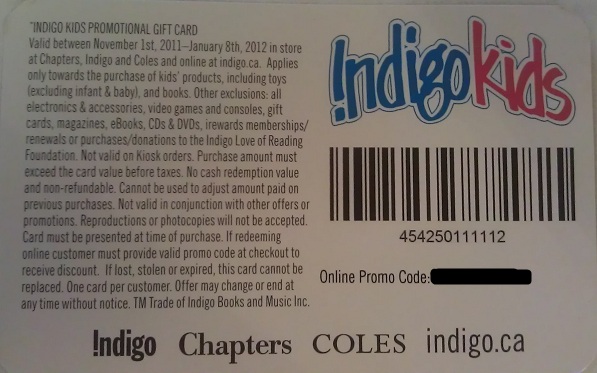 *INDIGO KIDS PROMOTIONAL GIFT CARD
Valid between November 1st, 2011–January 8th, 2012 in store
at Chapters, Indigo and Coles and online at indigo.ca. Applies
only towards the purchase of kids' products, including toys
(excluding infant & baby), and books. Other exclusions: all
electronics & accessories, video games and consoles, gift
cards, magazines, eBooks, CDs & DVDs, irewards memberships/
renewals or purchases/donations to the Indigo Love of Reading
Foundation. Not valid on Kiosk orders. Purchase amount must
exceed the card value before taxes. No cash redemption value
and non-refundable. Cannot be used to adjust amount paid on
previous purchases. Not valid in conjunction with other offers or
promotions. Reproductions or photocopies will not be accepted.
Card must be presented at time of purchase. If redeeming
online customer must provide valid promo code at checkout to
receive discount. If lost, stolen or expired, this card cannot be
replaced. One card per customer. Offer may change or end at
any time without notice. TM Trade of Indigo Books and Music Inc.
!ndigokids
454250111112
Online Promo Code:
!ndigo Chapters COLES indigo.ca